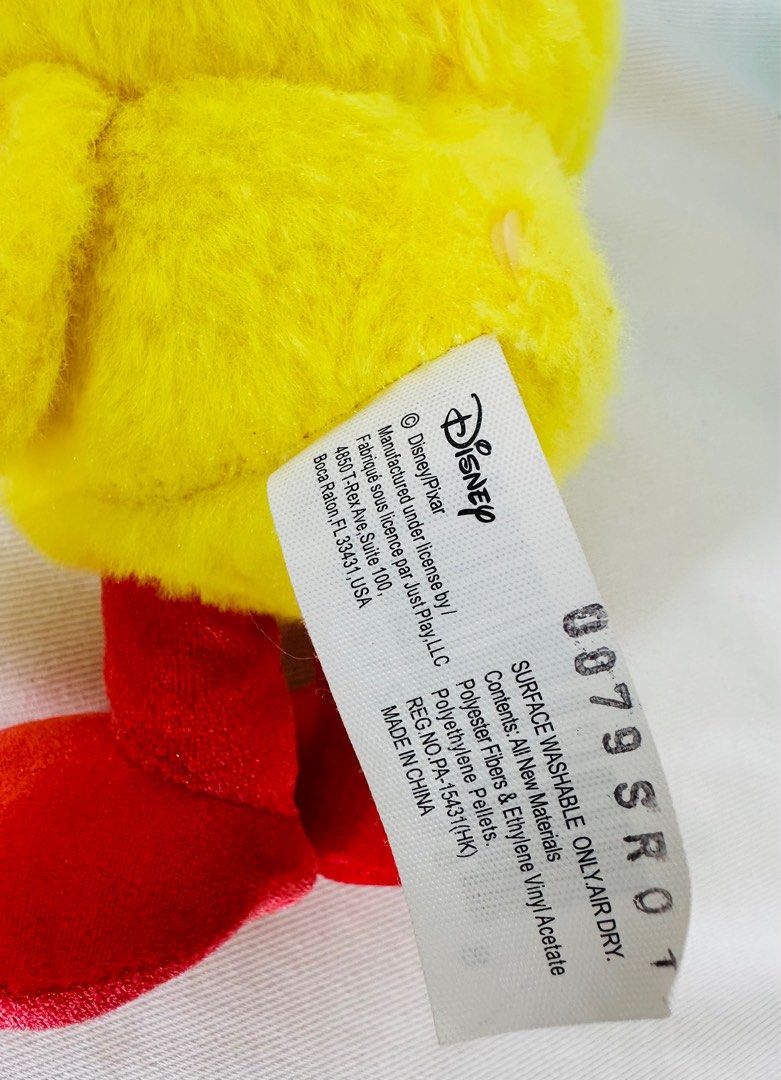 Disney
© Disney/Pixar
Manufactured under license by /
Fabriqué sous licence par Just Play,LLC
4850 T-Rex Ave,Suite 100,
Boca Raton,FL 33431,USA
0079SR01
SURFACE WASHABLE ONLY.AIR DRY.
Contents: All New Materials
Polyester Fibers & Ethylene Vinyl Acetate
Polyethylene Pellets.
REG NO.PA-15431(HK)
MADE IN CHINA